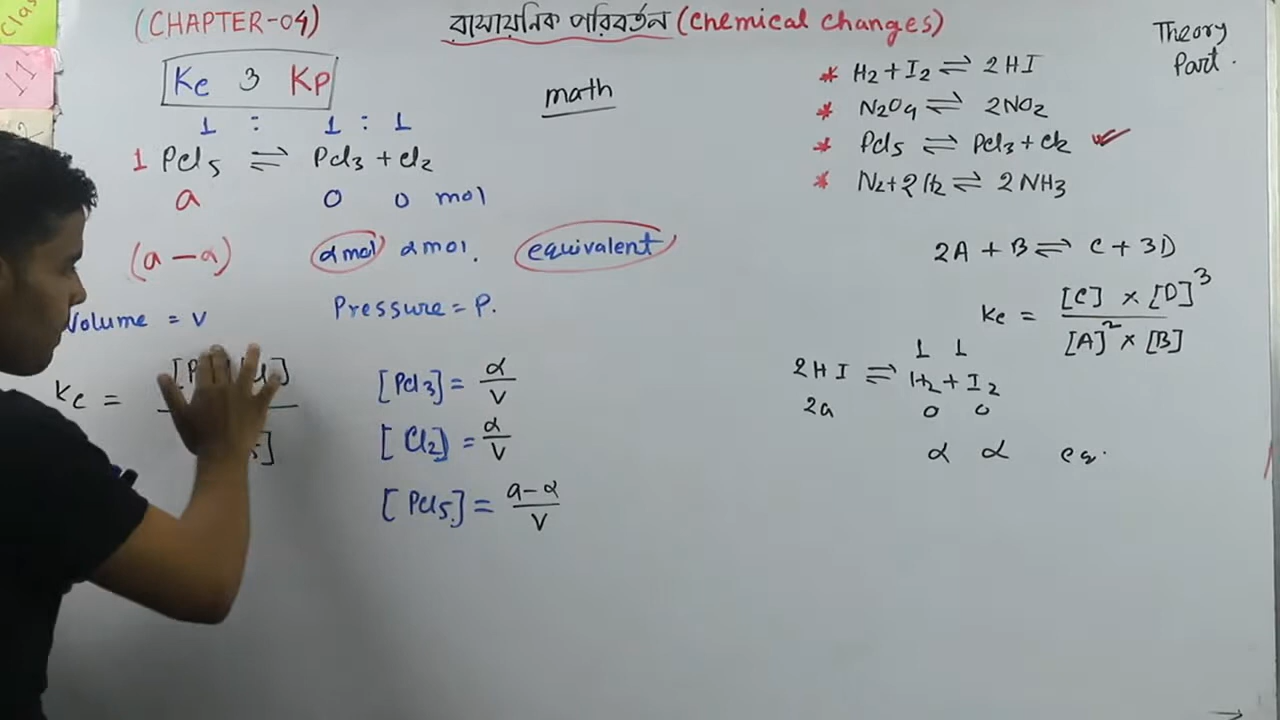 (CHAPTER-04)
রাসায়নিক পরিবর্তন (Chemical Changes)
Theory Part.
Clas
11
Kc ও Kp
math
1 : 1 : 1
1 PCl5 ⇌ PCl3 + Cl2
a 0 0 mol
(a - α) α mol α mol. equivalent
Volume = V Pressure = P.
Kc =
[PCl3] = α/V
[Cl2] = α/V
[PCl5] = a-α/V
* H2 + I2 ⇌ 2HI
* N2O4 ⇌ 2NO2
* PCl5 ⇌ PCl3 + Cl2 ✓
* N2 + 3H2 ⇌ 2NH3
2A + B ⇌ C + 3D
Kc = [C] × [D]^3 / [A]^2 × [B]
1 1
2HI ⇌ H2 + I2
2a 0 0
α α eq.